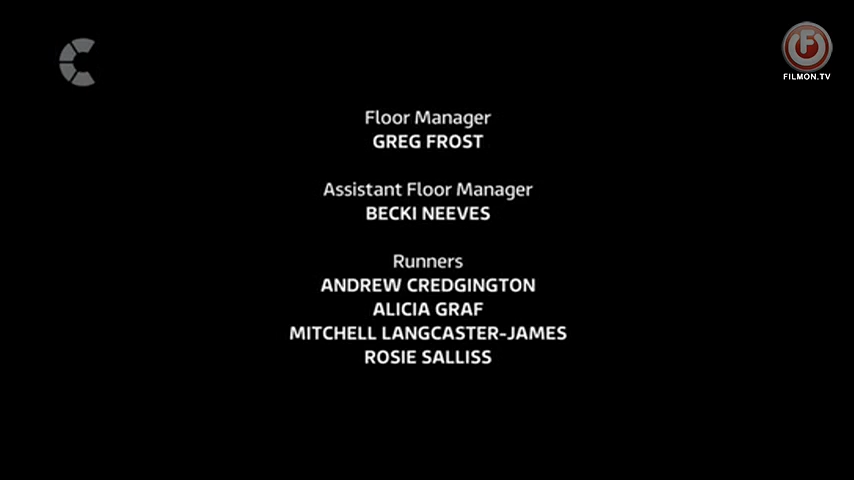 FILMON.TV
Floor Manager
GREG FROST
Assistant Floor Manager
BECKI NEEVES
Runners
ANDREW CREDGINGTON
ALICIA GRAF
MITCHELL LANGCASTER-JAMES
ROSIE SALLISS